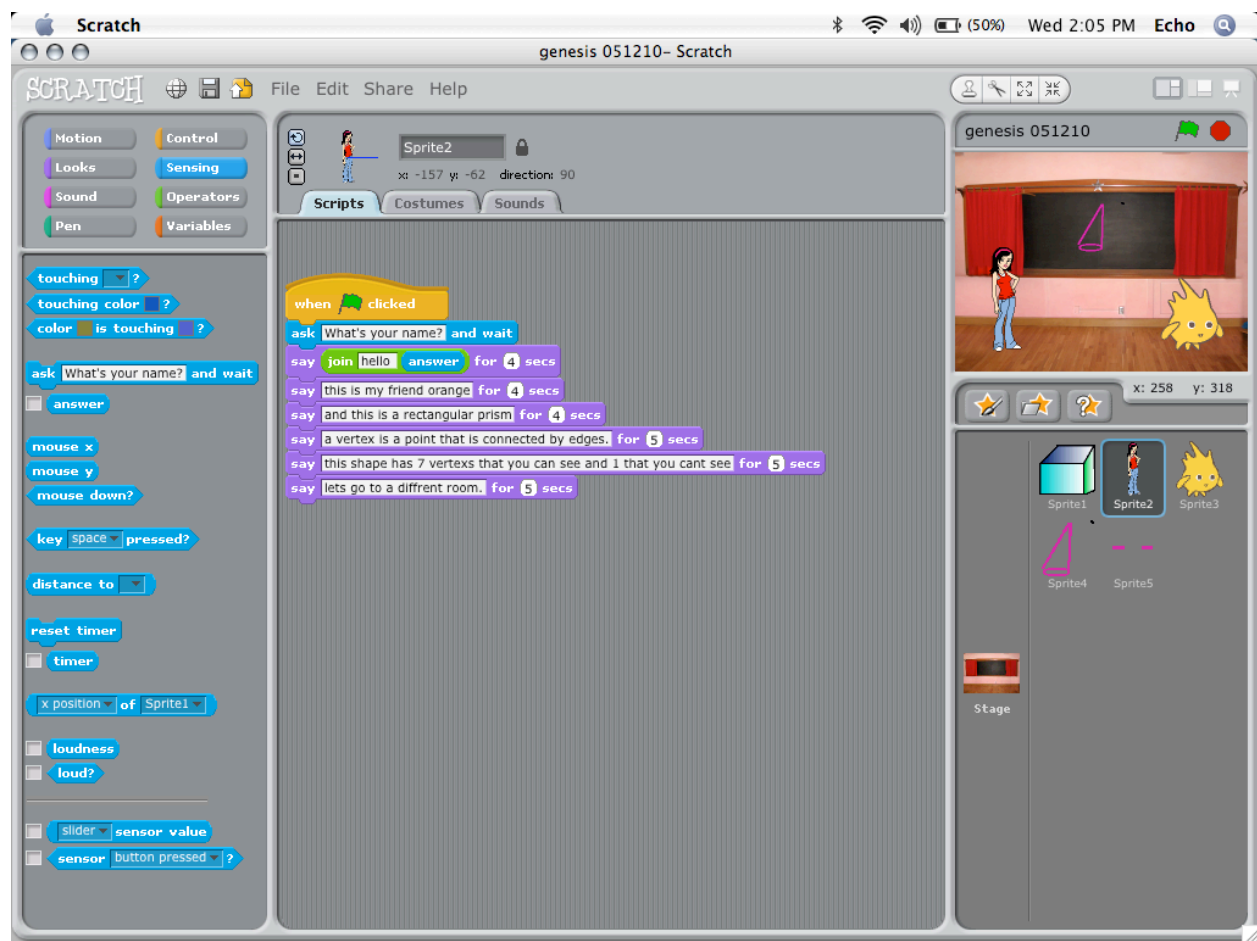 Scratch (50%) Wed 2:05 PM Echo
genesis 051210– Scratch
SCRATCH File Edit Share Help
Motion Control
Looks Sensing
Sound Operators
Pen Variables
touching ?
touching color ?
color is touching ?
ask What's your name? and wait
answer
mouse x
mouse y
mouse down?
key space pressed?
distance to
reset timer
timer
x position of Sprite1
loudness
loud?
slider sensor value
sensor button pressed ?
Sprite2
x: -157 y: -62 direction: 90
Scripts Costumes Sounds
when clicked
ask What's your name? and wait
say join hello answer for 4 secs
say this is my friend orange for 4 secs
say and this is a rectangular prism for 4 secs
say a vertex is a point that is connected by edges. for 5 secs
say this shape has 7 vertexs that you can see and 1 that you cant see for 5 secs
say lets go to a diffrent room. for 5 secs
genesis 051210
x: 258 y: 318
Sprite1 Sprite2 Sprite3
Sprite4 Sprite5
Stage